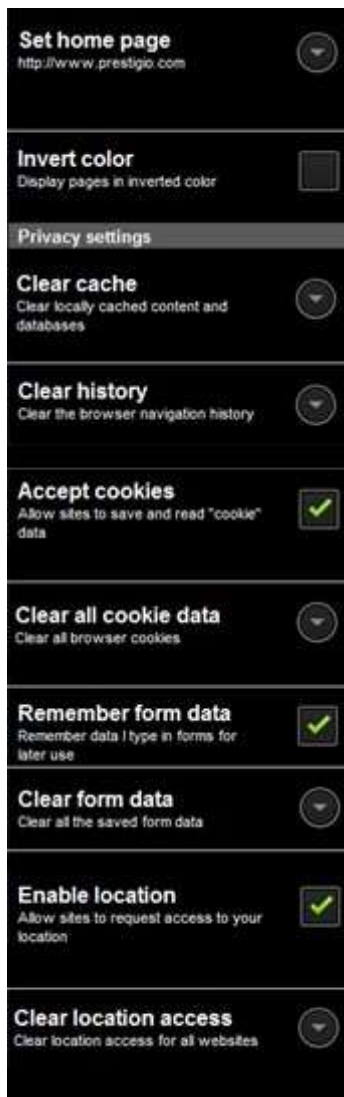 Set home page
http://www.prestigio.com
Invert color
Display pages in inverted color
Privacy settings
Clear cache
Clear locally cached content and
databases
Clear history
Clear the browser navigation history
Accept cookies
Allow sites to save and read "cookie"
data
Clear all cookie data
Clear all browser cookies
Remember form data
Remember data I type in forms for
later use
Clear form data
Clear all the saved form data
Enable location
Allow sites to request access to your
location
Clear location access
Clear location access for all websites